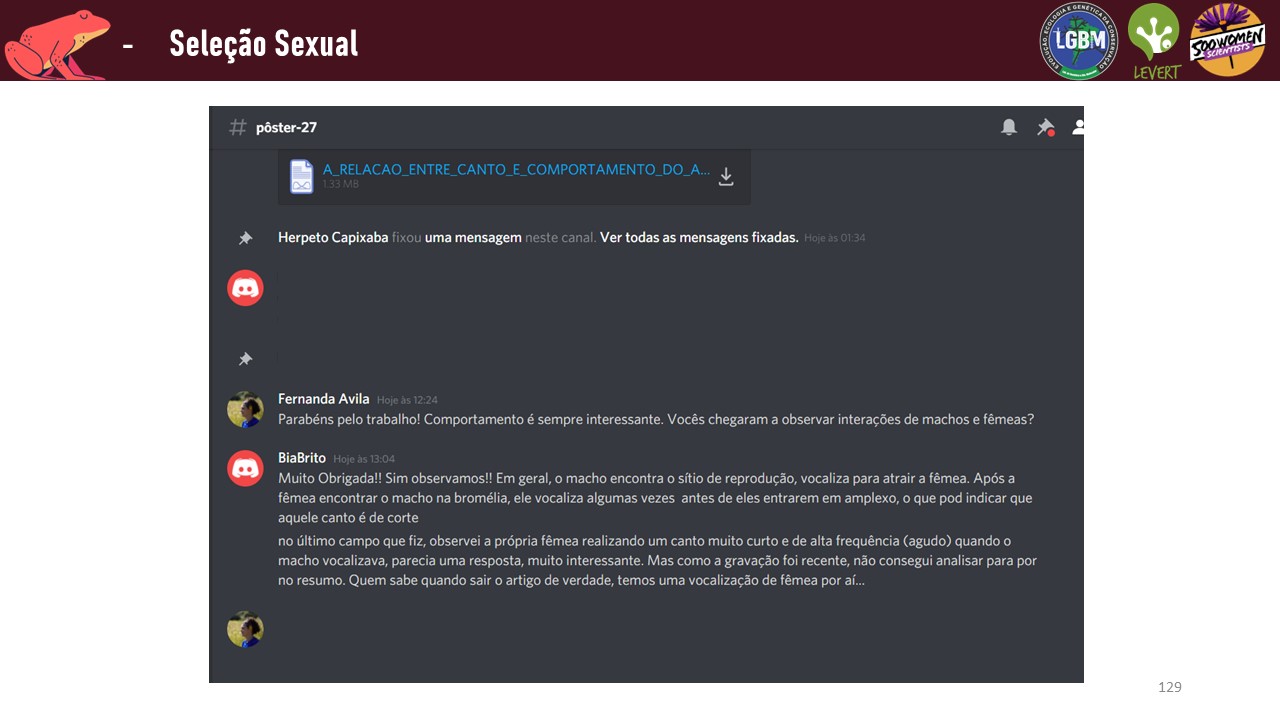 - Seleção Sexual
LGBM
EVOLUÇÃO, ECOLOGIA E GENÉTICA DA CONSERVAÇÃO
LEVERT
500 WOMEN
SCIENTISTS
# pôster-27
A_RELACAO_ENTRE_CANTO_E_COMPORTAMENTO_DO_A...
1.33 MB
Herpeto Capixaba fixou uma mensagem neste canal. Ver todas as mensagens fixadas. Hoje às 01:34
Fernanda Avila Hoje às 12:24
Parabéns pelo trabalho! Comportamento é sempre interessante. Vocês chegaram a observar interações de machos e fêmeas?
BiaBrito Hoje às 13:04
Muito Obrigada!! Sim observamos!! Em geral, o macho encontra o sítio de reprodução, vocaliza para atrair a fêmea. Após a
fêmea encontrar o macho na bromélia, ele vocaliza algumas vezes antes de eles entrarem em amplexo, o que pod indicar que
aquele canto é de corte
no último campo que fiz, observei a própria fêmea realizando um canto muito curto e de alta frequência (agudo) quando o
macho vocalizava, parecia uma resposta, muito interessante. Mas como a gravação foi recente, não consegui analisar para por
no resumo. Quem sabe quando sair o artigo de verdade, temos uma vocalização de fêmea por aí...
129